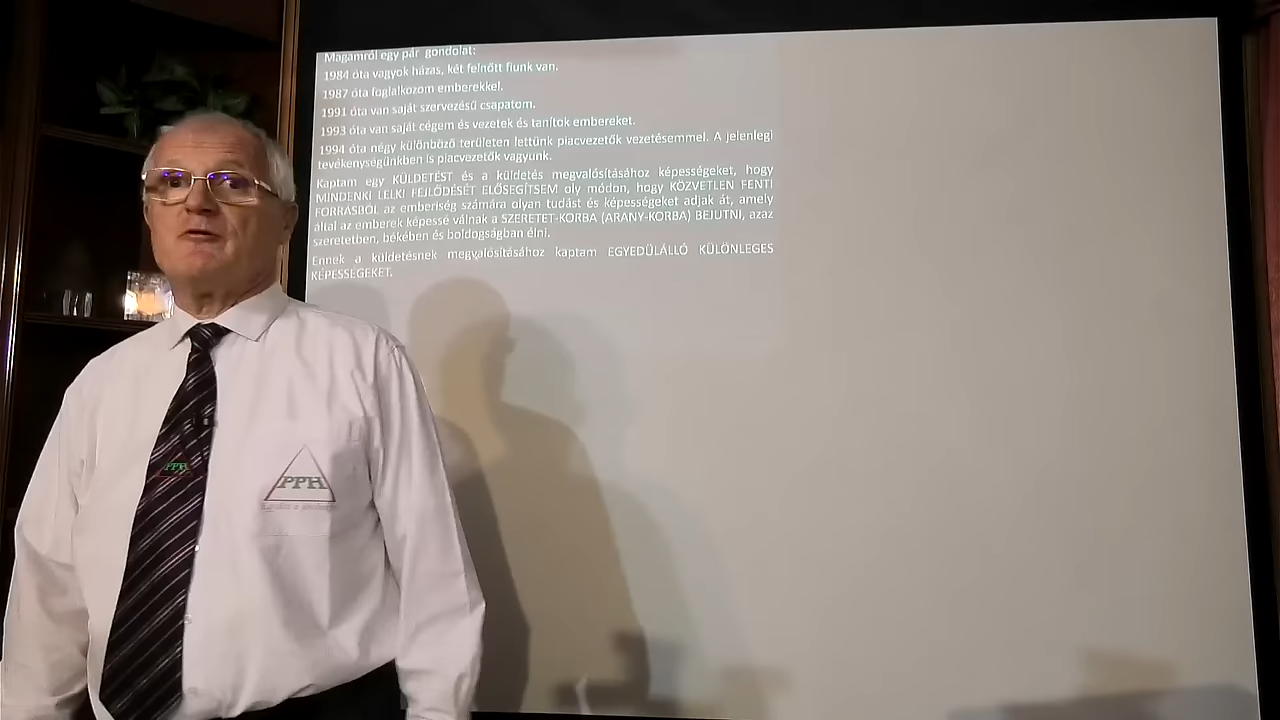 Magamról egy pár gondolat:
1984 óta vagyok házas, két felnőtt fiunk van.
1987 óta foglalkozom emberekkel.
1991 óta van saját szervezésű csapatom.
1993 óta van saját cégem és vezetek és tanítok embereket.
1994 óta négy különböző területen lettünk piacvezetők vezetésemmel. A jelenlegi
tevékenységünkben is piacvezetők vagyunk.
Kaptam egy KÜLDETÉST és a küldetés megvalósításához képességeket, hogy
MINDENKI LELKI FEJLŐDÉSÉT ELŐSEGÍTSEM oly módon, hogy KÖZVETLEN FENTI
FORRÁSBÓL az emberiség számára olyan tudást és képességeket adjak át, amely
által az emberek képessé válnak a SZERETET-KORBA (ARANY-KORBA) BEJUTNI, azaz
szeretetben, békében és boldogságban élni.
Ennek a küldetésnek megvalósításához kaptam EGYEDÜLÁLLÓ KÜLÖNLEGES
KÉPESSÉGEKET.
PPH
PPH